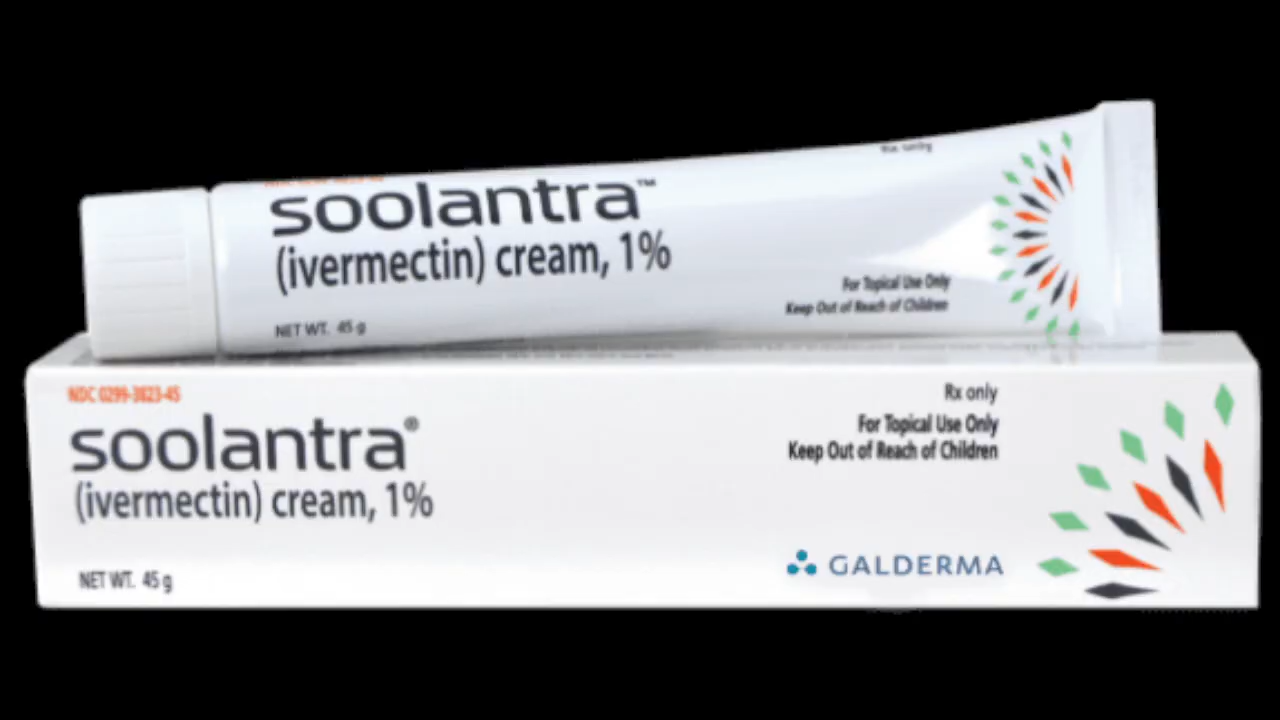 Rx only
soolantra™
(ivermectin) cream, 1%
For Topical Use Only
Keep Out of Reach of Children
NET WT. 45 g
NDC 0299-3823-45
soolantra®
(ivermectin) cream, 1%
Rx only
For Topical Use Only
Keep Out of Reach of Children
NET WT. 45 g
GALDERMA